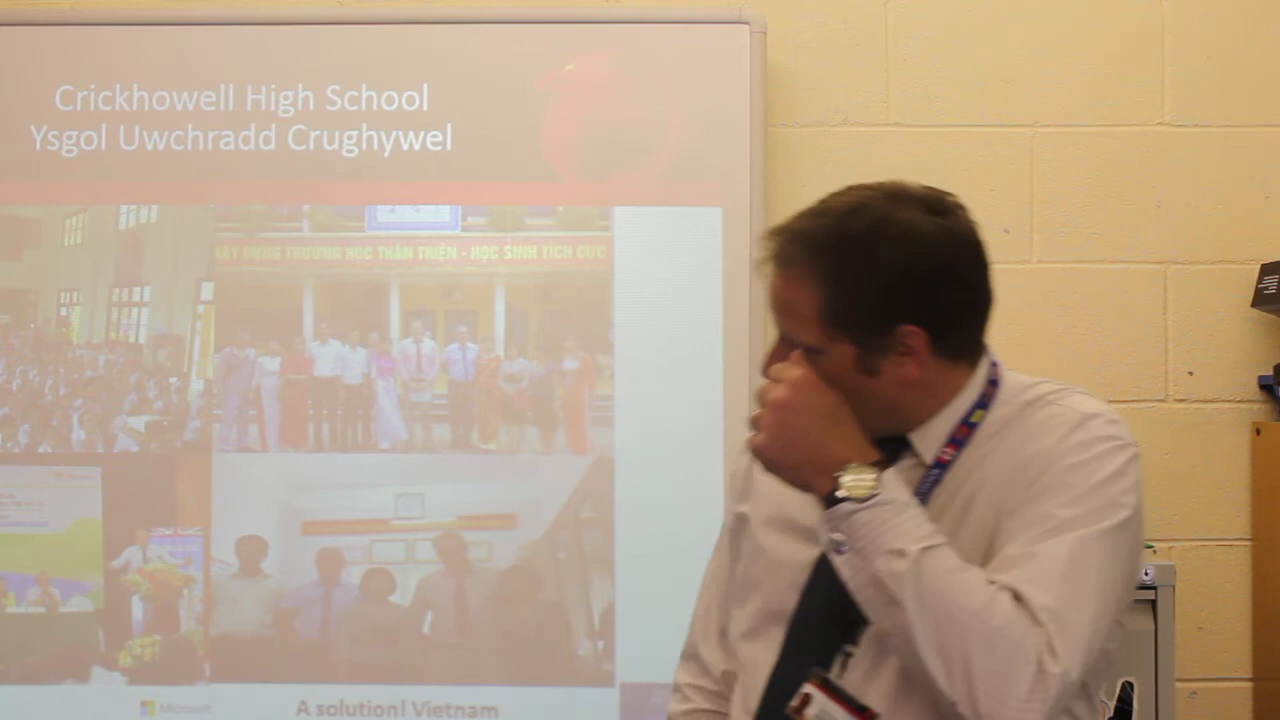 Crickhowell High School
Ysgol Uwchradd Crughywel
XÂY DỰNG TRƯỜNG HỌC THÂN THIỆN - HỌC SINH TÍCH CỰC
Microsoft
A solution! Vietnam